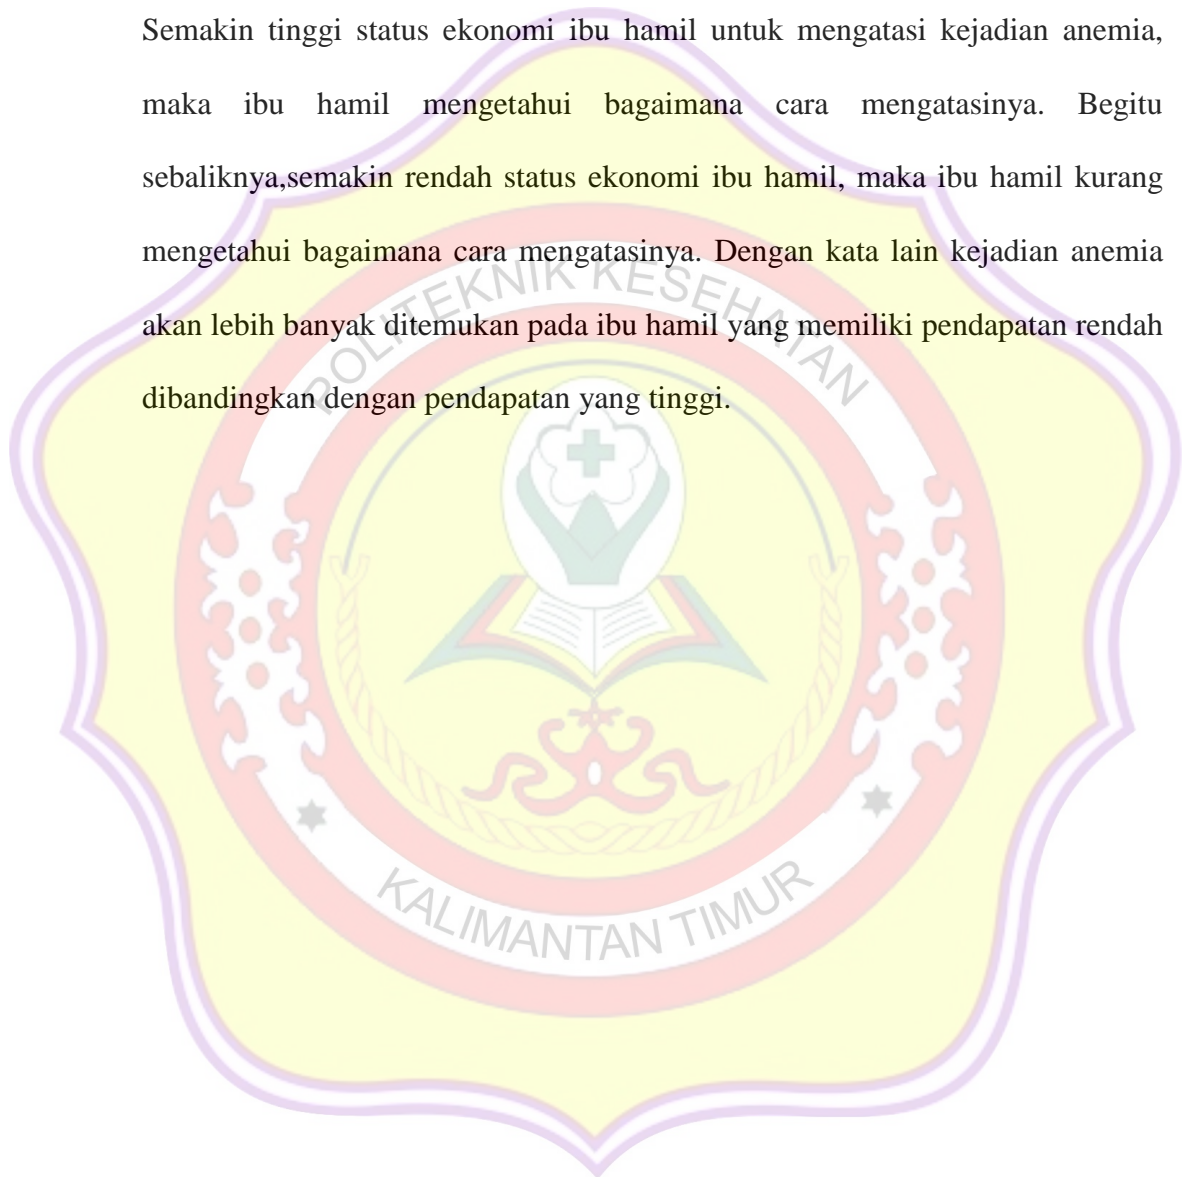 Semakin tinggi status ekonomi ibu hamil untuk mengatasi kejadian anemia,
maka ibu hamil mengetahui bagaimana cara mengatasinya. Begitu
sebaliknya,semakin rendah status ekonomi ibu hamil, maka ibu hamil kurang
mengetahui bagaimana cara mengatasinya. Dengan kata lain kejadian anemia
akan lebih banyak ditemukan pada ibu hamil yang memiliki pendapatan rendah
dibandingkan dengan pendapatan yang tinggi.
POLITEKNIK KESEHATAN
KALIMANTAN TIMUR